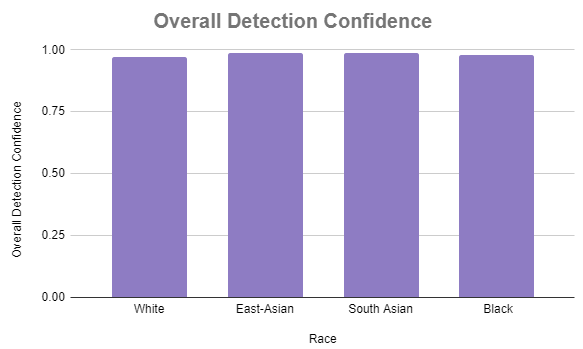 Overall Detection Confidence
Overall Detection Confidence
1.00
0.75
0.50
0.25
0.00
White East-Asian South Asian Black
Race